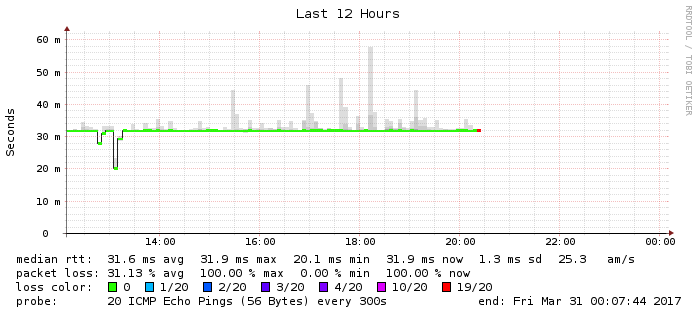 Last 12 Hours
RRDTOOL / TOBI OETIKER
60 m
50 m
40 m
30 m
20 m
10 m
0
Seconds
14:00 16:00 18:00 20:00 22:00 00:00
median rtt: 31.6 ms avg 31.9 ms max 20.1 ms min 31.9 ms now 1.3 ms sd 25.3 am/s
packet loss: 31.13 % avg 100.00 % max 0.00 % min 100.00 % now
loss color: 0 1/20 2/20 3/20 4/20 10/20 19/20
probe: 20 ICMP Echo Pings (56 Bytes) every 300s end: Fri Mar 31 00:07:44 2017